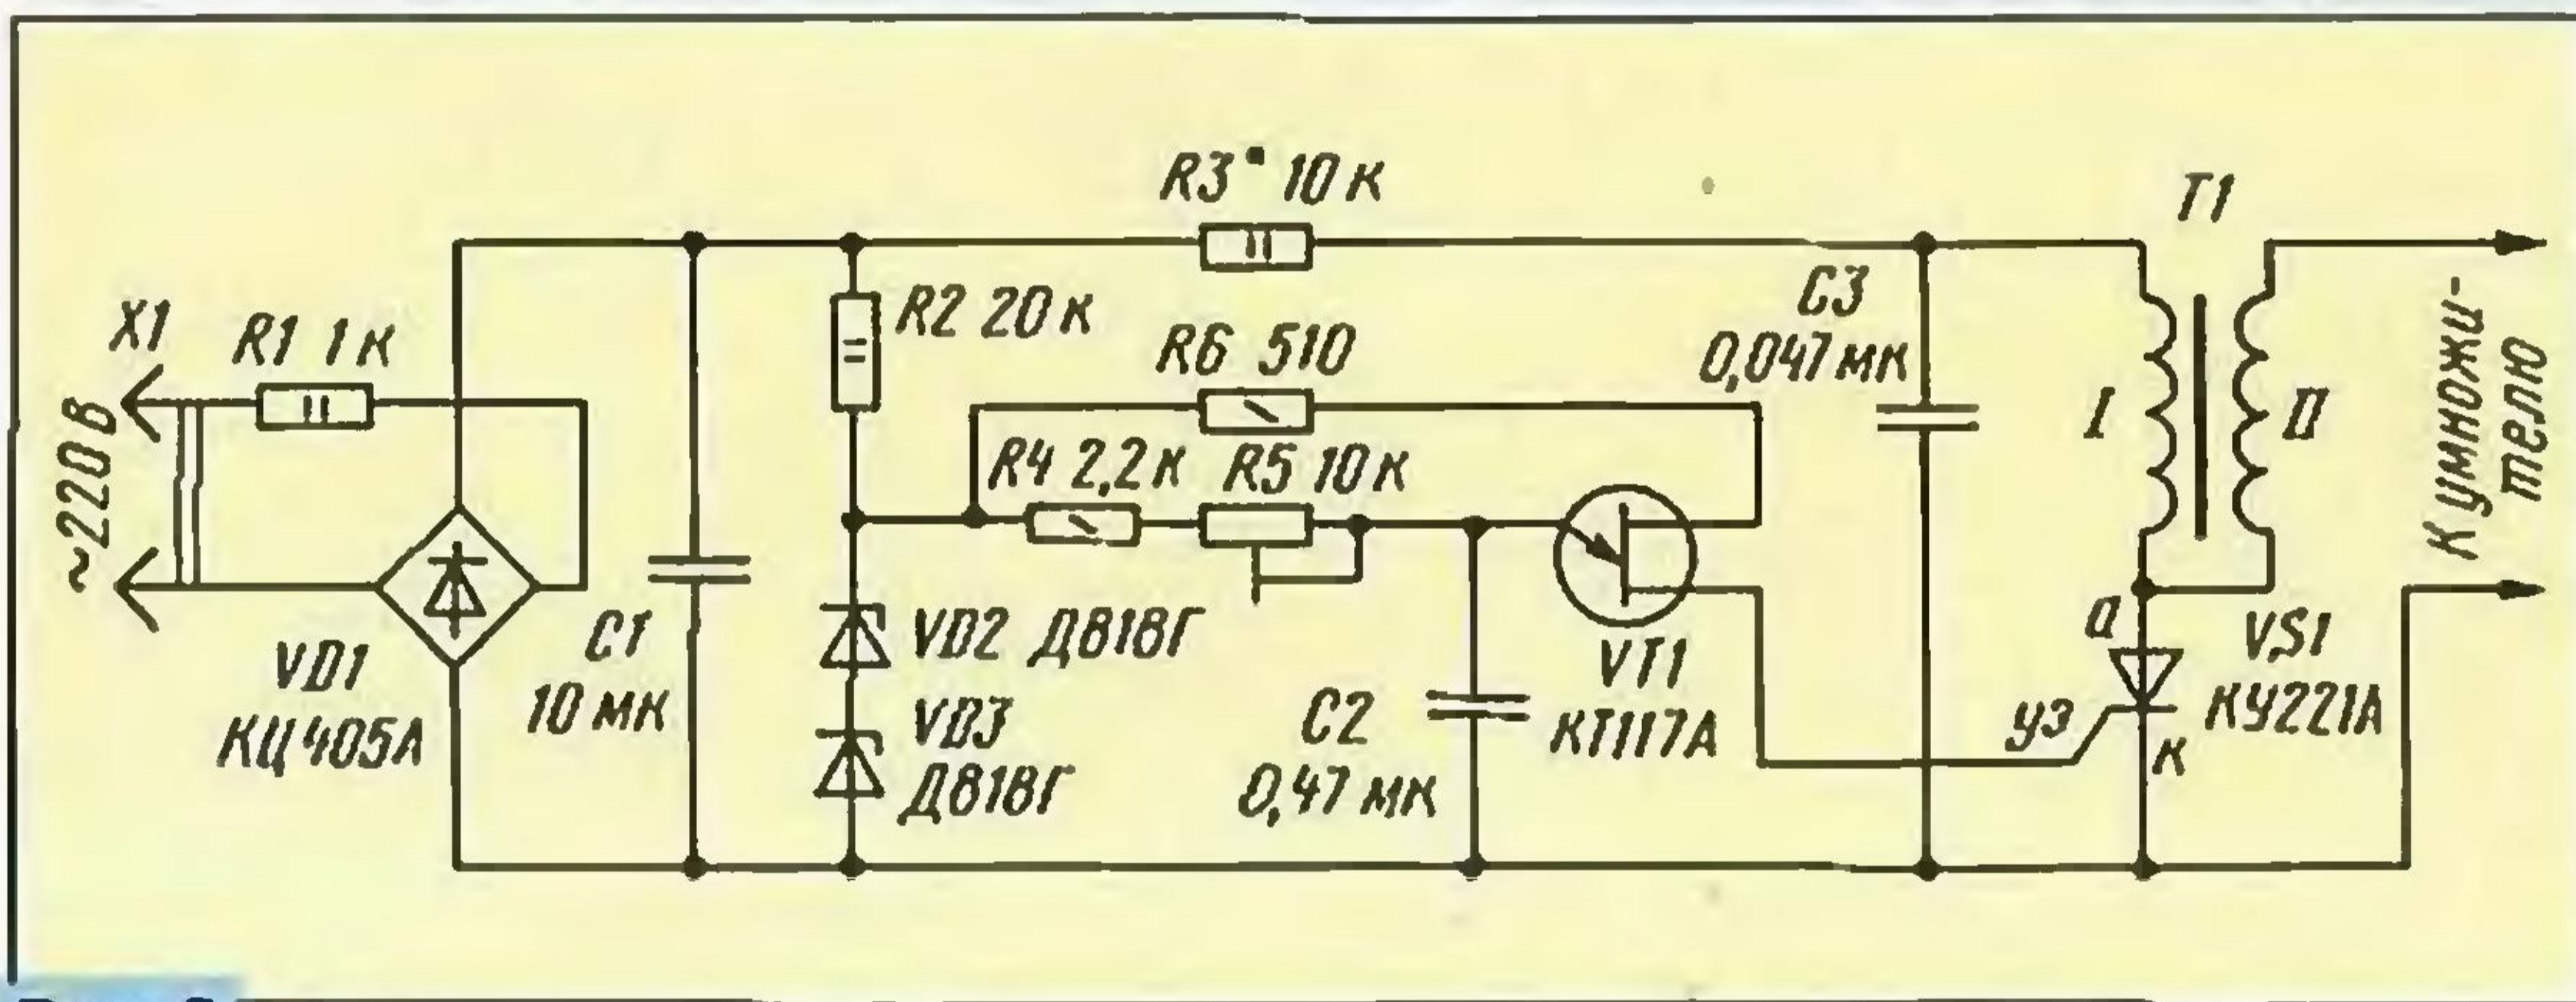 R3* 10 к
T1
X1
R1 1 к
R2 20 к
C3
0,047 мк
R6 510
К умножи-
телю
~220 В
I
II
R4 2,2 к
R5 10 к
VD1
КЦ405А
C1
10 мк
VD2 Д818Г
VD3
Д818Г
C2
0,47 мк
VT1
КТ117А
а
VS1
КУ221А
уэ
к